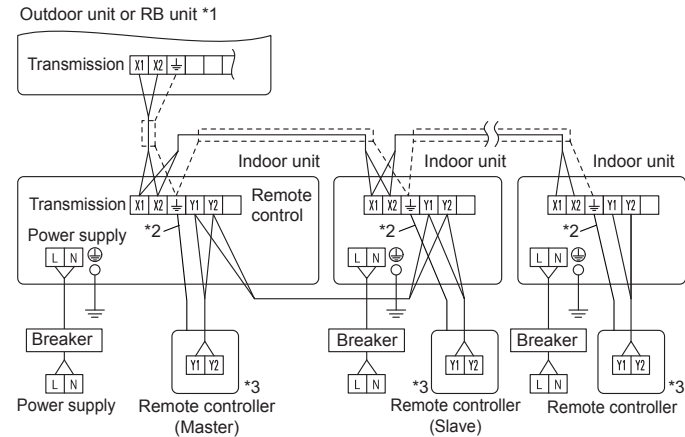 Outdoor unit or RB unit *1
Transmission X1 X2
Indoor unit Indoor unit Indoor unit
Transmission X1 X2 Y1 Y2 Remote control X1 X2 Y1 Y2 X1 X2 Y1 Y2
*2 *2 *2
Power supply
L N L N L N
Breaker Breaker Breaker
Y1 Y2 Y1 Y2 Y1 Y2
L N *3 L N *3 L N *3
Power supply Remote controller (Master) Remote controller (Slave) Remote controller